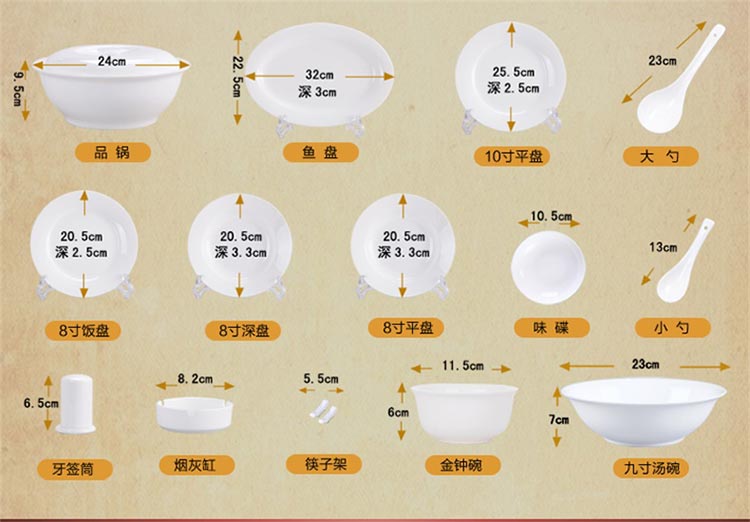 24cm
9.5cm
品 锅
22.5cm
32cm
深3cm
鱼 盘
25.5cm
深2.5cm
10寸平盘
23cm
大 勺
20.5cm
深2.5cm
8寸饭盘
20.5cm
深3.3cm
8寸深盘
20.5cm
深3.3cm
8寸平盘
10.5cm
味 碟
13cm
小 勺
6.5cm
牙签筒
8.2cm
烟灰缸
5.5cm
筷子架
11.5cm
6cm
金钟碗
23cm
7cm
九寸汤碗